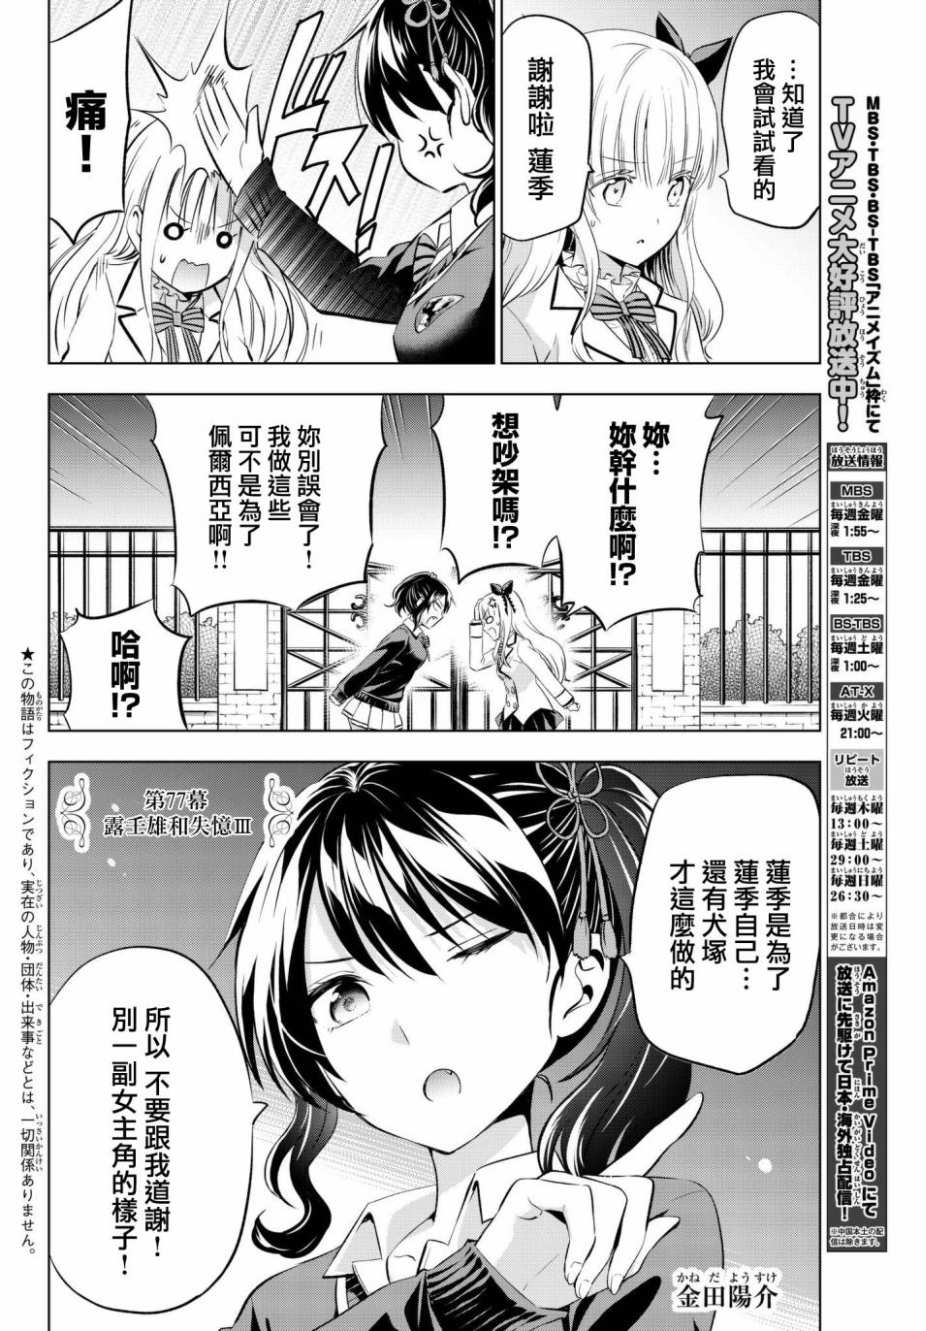 …知道了
我會試試看的
謝謝啦 蓮季
痛！
妳…
妳幹什麼啊!?
想吵架嗎!?
妳別誤會了！
我做這些
可不是為了
佩爾西亞啊!!
哈啊!?
第77幕
露壬雄和失憶Ⅲ
蓮季是為了
蓮季自己…
還有犬塚
才這麼做的
所以 不要跟我道謝！
別一副女主角的樣子！
かねだようすけ
金田陽介
MBS・TBS・BS-TBS「アニメイズム」枠にて
TVアニメ大好評放送中！
放送情報
MBS
毎週金曜
深夜1:55〜
TBS
毎週金曜
深夜1:25〜
BS-TBS
毎週土曜
深夜1:00〜
AT-X
毎週火曜
21:00〜
リピート
放送
毎週木曜
13:00〜
毎週土曜
29:00〜
毎週日曜
26:30〜
※都合により
放送日時は変
更になる場合
がございます。
Amazon Prime Videoにて
放送に先駆けて日本・海外独占配信！
※中国本土の配
信は除きます。
★この物語はフィクションであり、実在の人物・団体・出来事などとは、一切関係ありません。